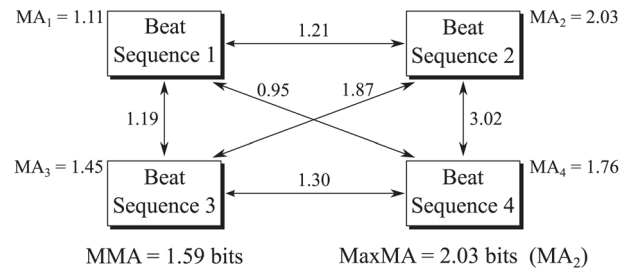 MA₁ = 1.11
Beat
Sequence 1
1.21
Beat
Sequence 2
MA₂ = 2.03
0.95
1.87
1.19
3.02
MA₃ = 1.45
Beat
Sequence 3
1.30
Beat
Sequence 4
MA₄ = 1.76
MMA = 1.59 bits
MaxMA = 2.03 bits (MA₂)